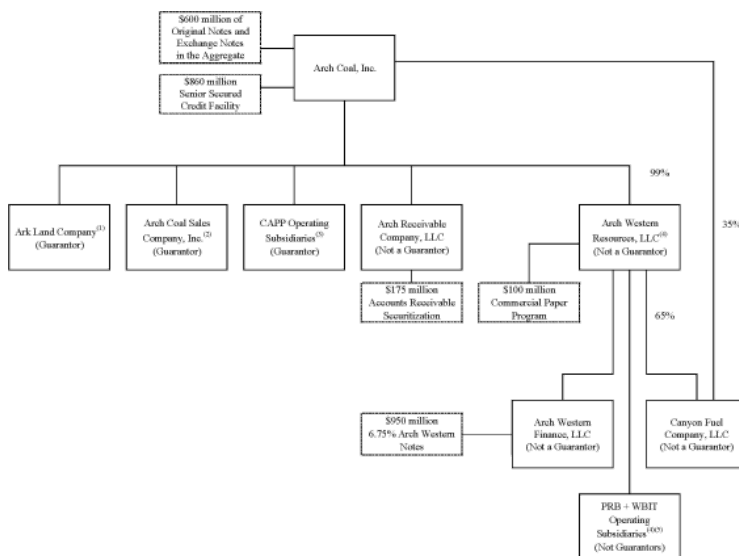 $600 million of
Original Notes and
Exchange Notes
in the Aggregate
Arch Coal, Inc.
$860 million
Senior Secured
Credit Facility
99%
35%
Ark Land Company(1)
(Guarantor)
Arch Coal Sales
Company, Inc.(2)
(Guarantor)
CAPP Operating
Subsidiaries(3)
(Guarantor)
Arch Receivable
Company, LLC
(Not a Guarantor)
Arch Western
Resources, LLC(4)
(Not a Guarantor)
$175 million
Accounts Receivable
Securitization
$100 million
Commercial Paper
Program
65%
$950 million
6.75% Arch Western
Notes
Arch Western
Finance, LLC
(Not a Guarantor)
Canyon Fuel
Company, LLC
(Not a Guarantor)
PRB + WBIT
Operating
Subsidiaries(4)(5)
(Not Guarantors)